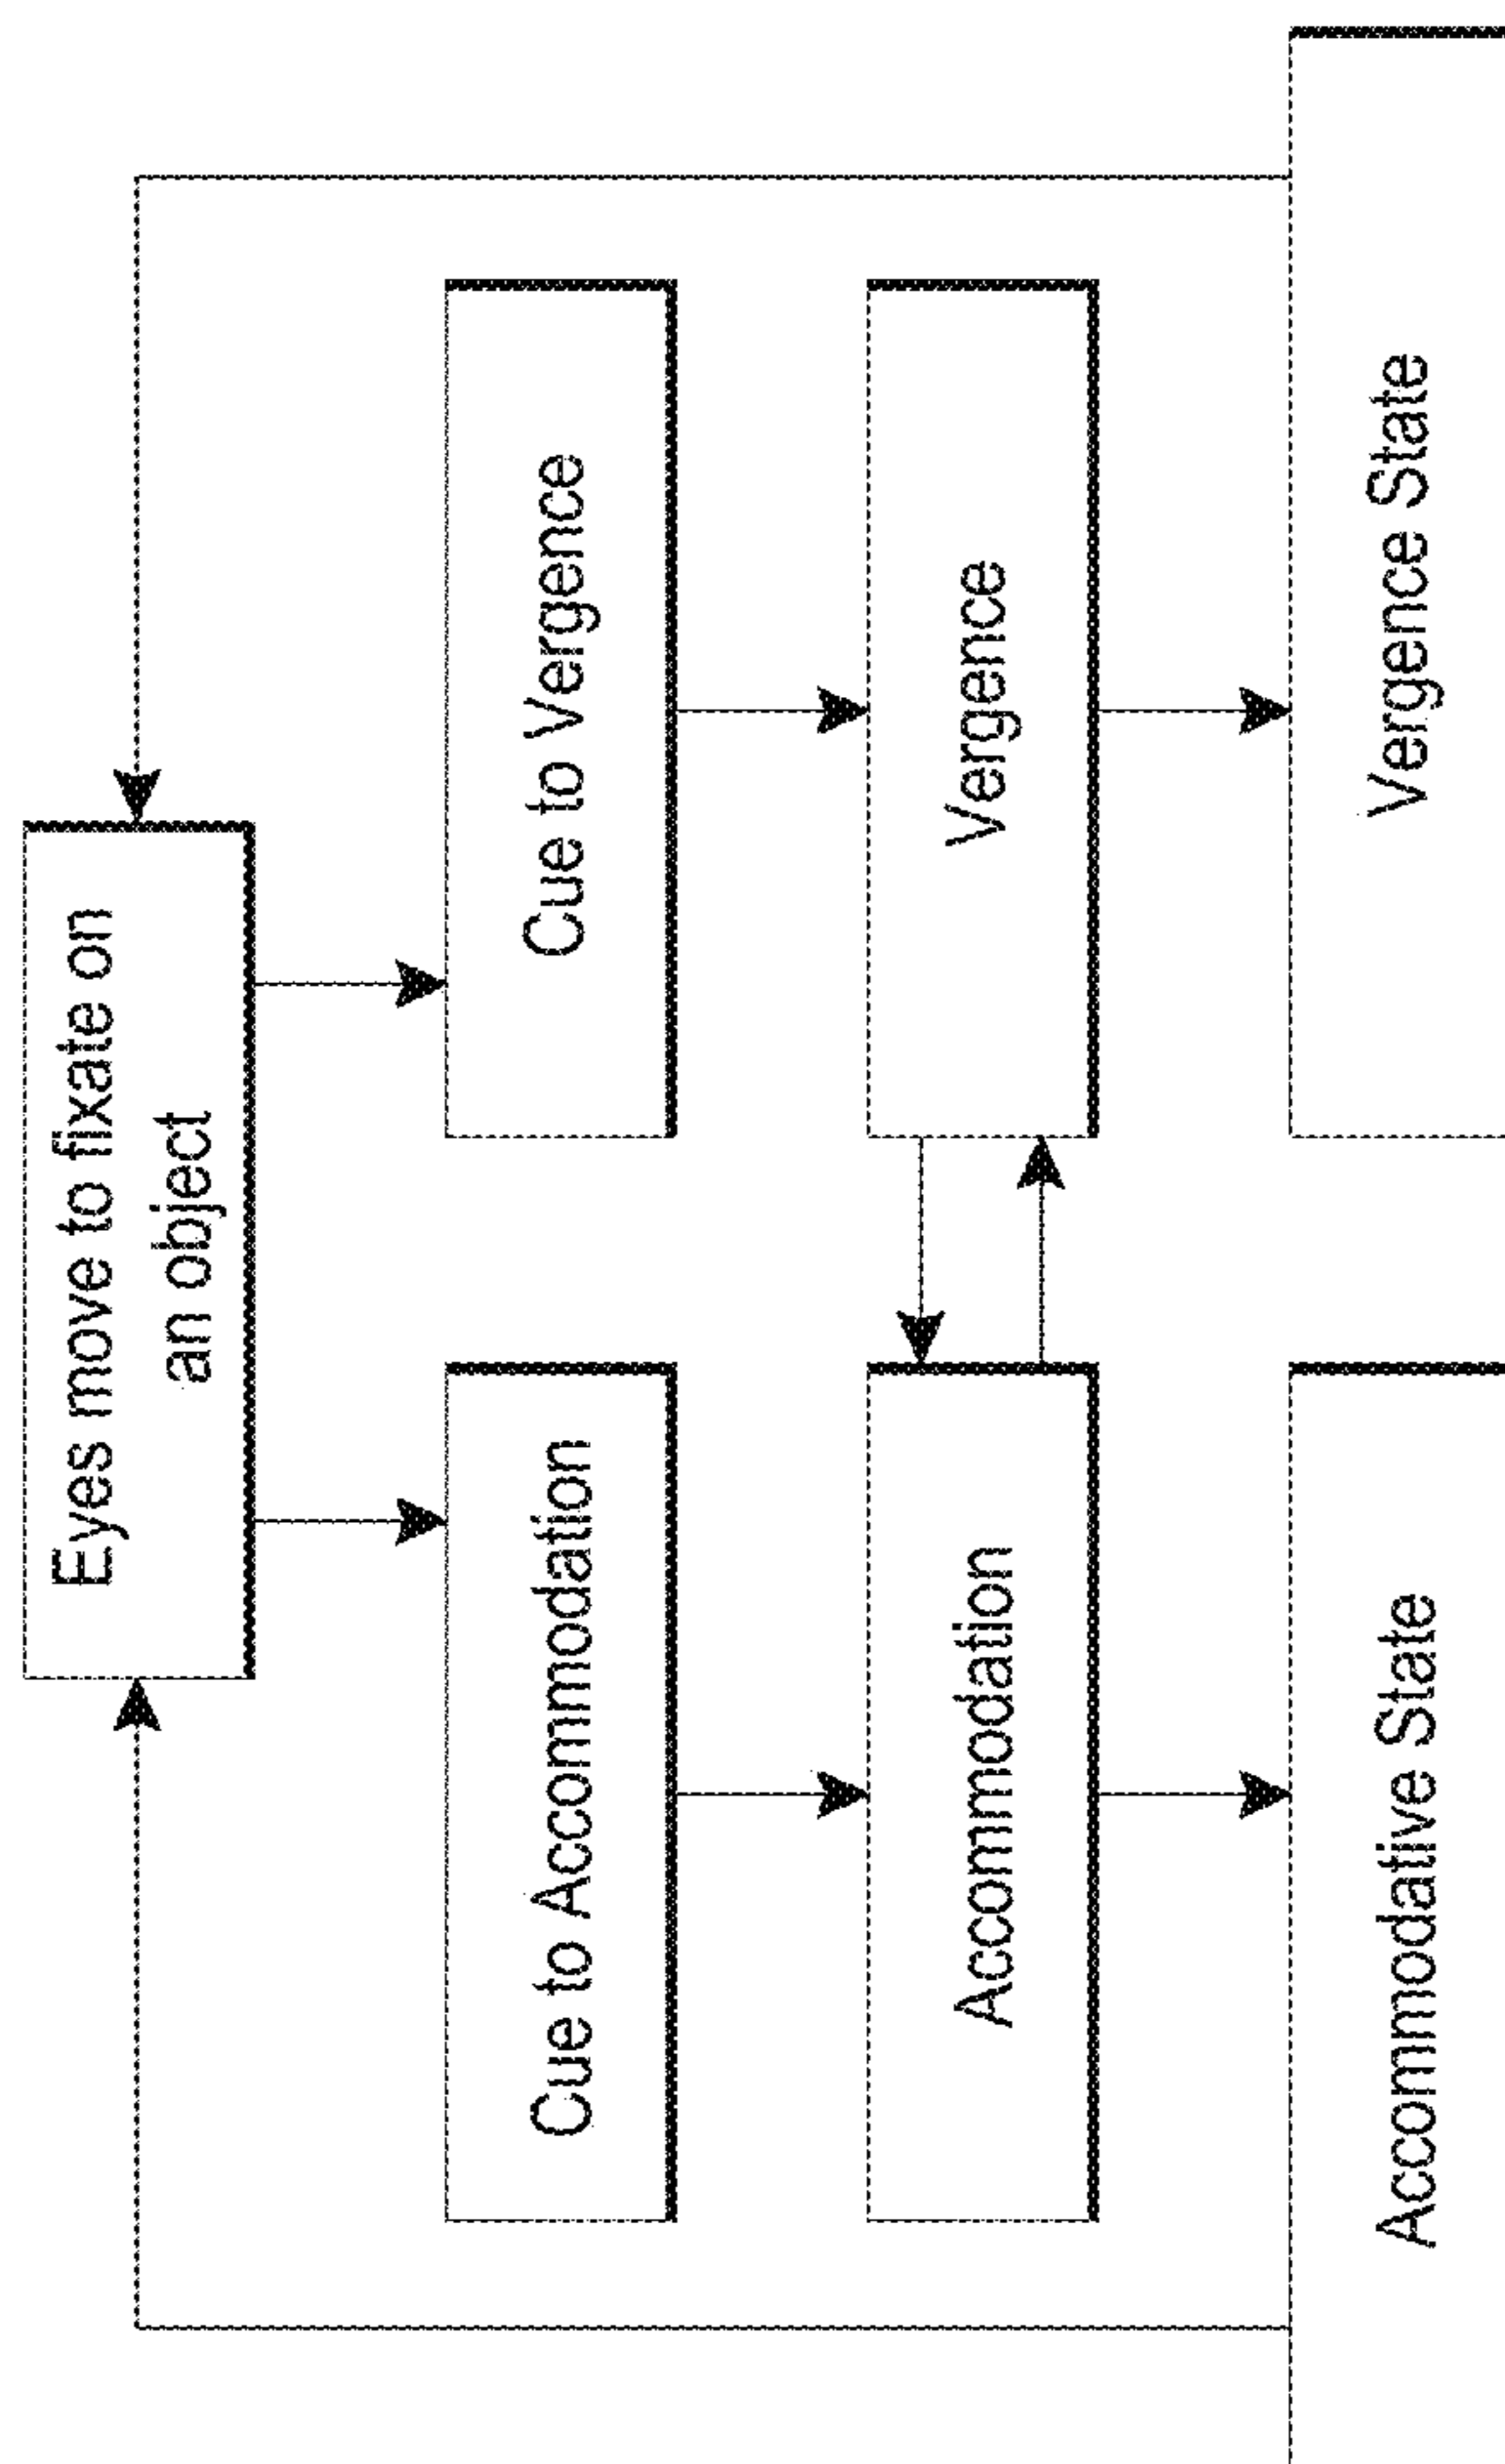 Eyes move to fixate on
an object
Cue to Accommodation
Cue to Vergence
Accommodation
Vergence
Accommodative State
Vergence State